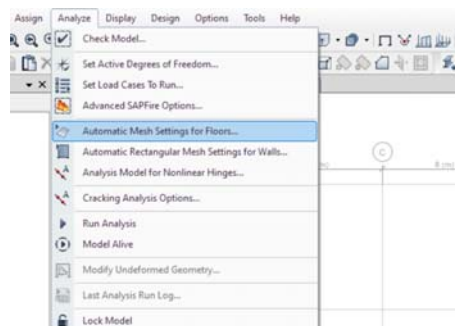 Assign Analyze Display Design Options Tools Help
Check Model...
Set Active Degrees of Freedom...
Set Load Cases To Run...
Advanced SAPFire Options...
Automatic Mesh Settings for Floors...
Automatic Rectangular Mesh Settings for Walls...
Analysis Model for Nonlinear Hinges...
Cracking Analysis Options...
Run Analysis
Model Alive
Modify Undeformed Geometry...
Last Analysis Run Log...
Lock Model
C